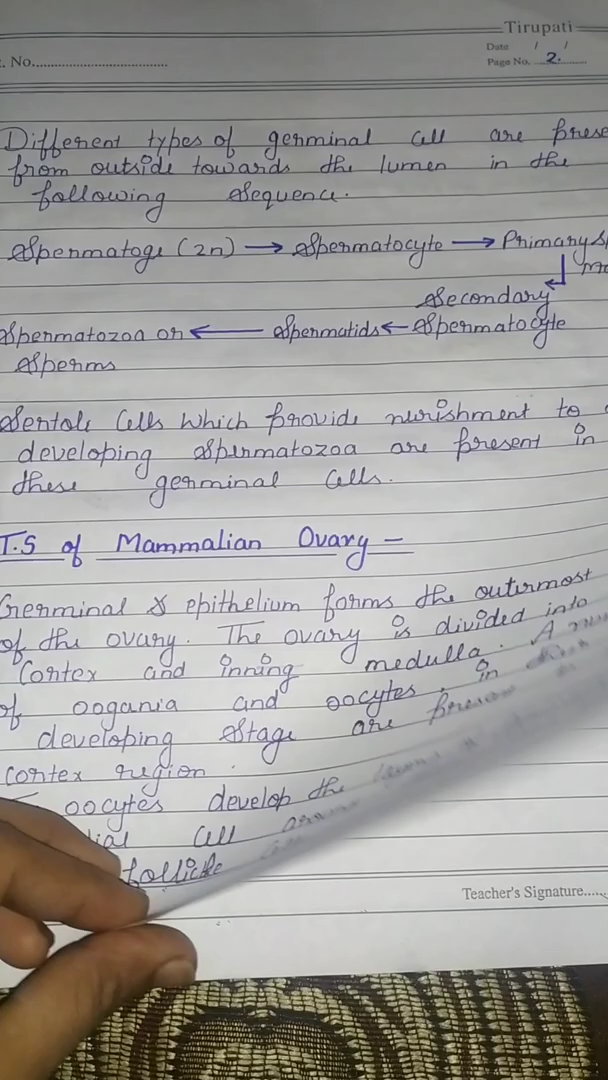 Tirupati
Date / /
. No.
Page No. 2.
Different types of germinal cell are prese
from outside towards the lumen in the
following sequence.
Spermatoge (2n) → Spermatocyte → Primary
Secondary
Spermatozoa or ← Spermatids ← Spermatocyte
Sperms
Sertole Cells which provide nurishment to
developing spermatozoa are present in
these germinal cells.
T.S of Mammalian Ovary -
Germinal & epithelium forms the outermost
of the ovary. The ovary is divided into
Cortex and inning medulla. A
of oogania and oocytes, in
developing stage are
cortex region.
oocytes develop the
cell
follicle
Teacher's Signature......